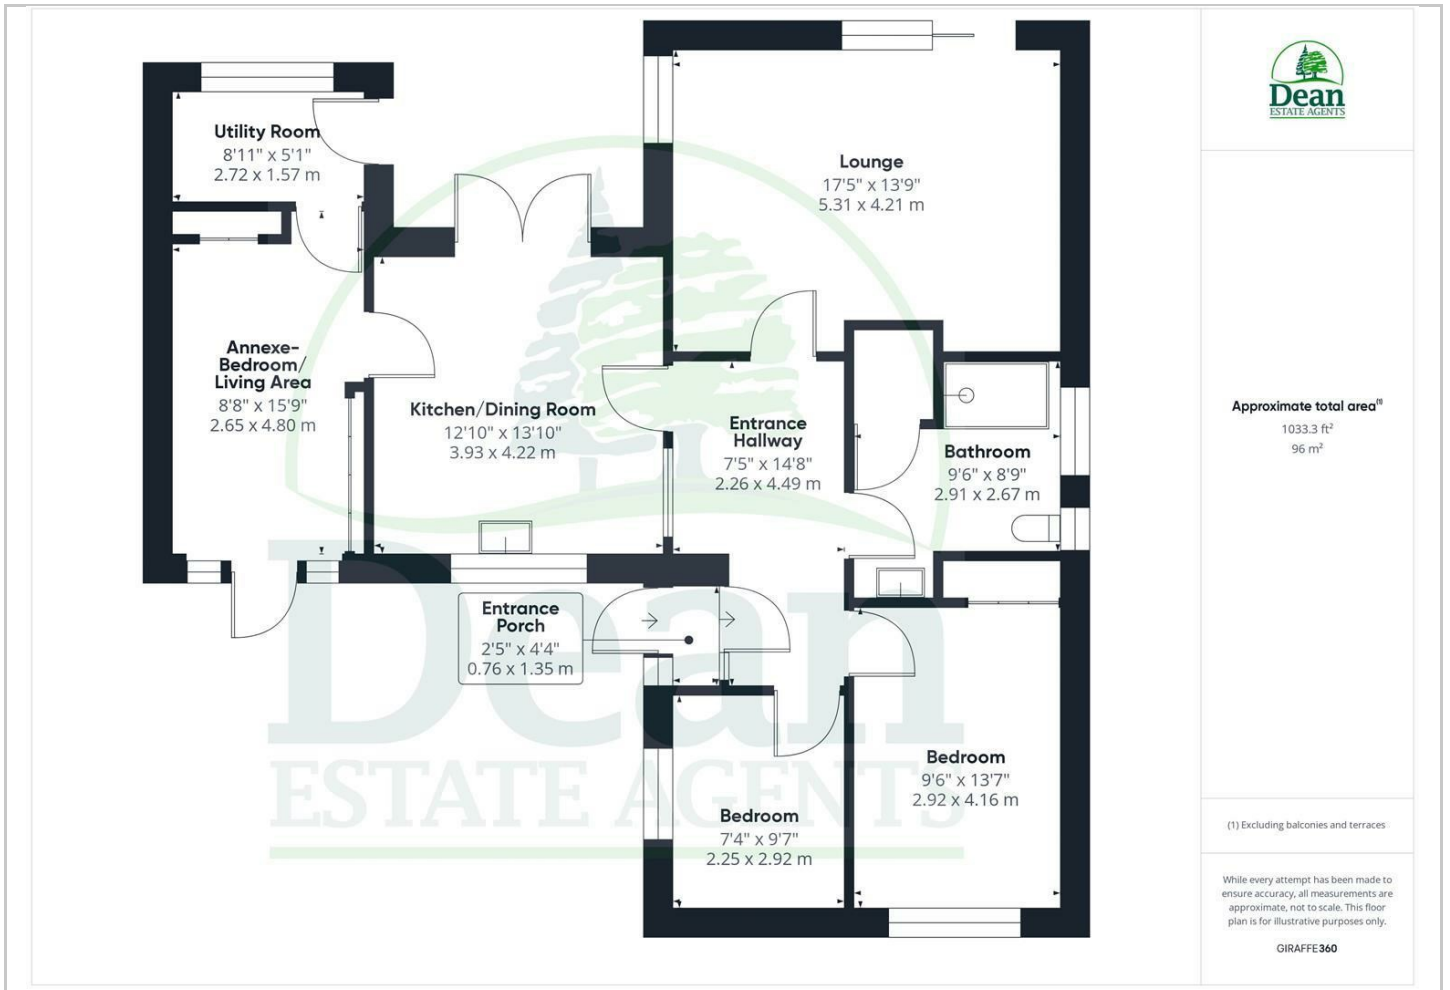 Utility Room
8'11" x 5'1"
2.72 x 1.57 m
Lounge
17'5" x 13'9"
5.31 x 4.21 m
Annexe-
Bedroom/
Living Area
8'8" x 15'9"
2.65 x 4.80 m
Kitchen/Dining Room
12'10" x 13'10"
3.93 x 4.22 m
Entrance
Hallway
7'5" x 14'8"
2.26 x 4.49 m
Bathroom
9'6" x 8'9"
2.91 x 2.67 m
Entrance
Porch
2'5" x 4'4"
0.76 x 1.35 m
Bedroom
7'4" x 9'7"
2.25 x 2.92 m
Bedroom
9'6" x 13'7"
2.92 x 4.16 m
Dean
ESTATE AGENTS
Dean
ESTATE AGENTS
Approximate total area(1)
1033.3 ft²
96 m²
(1) Excluding balconies and terraces
While every attempt has been made to
ensure accuracy, all measurements are
approximate, not to scale. This floor
plan is for illustrative purposes only.
GIRAFFE360